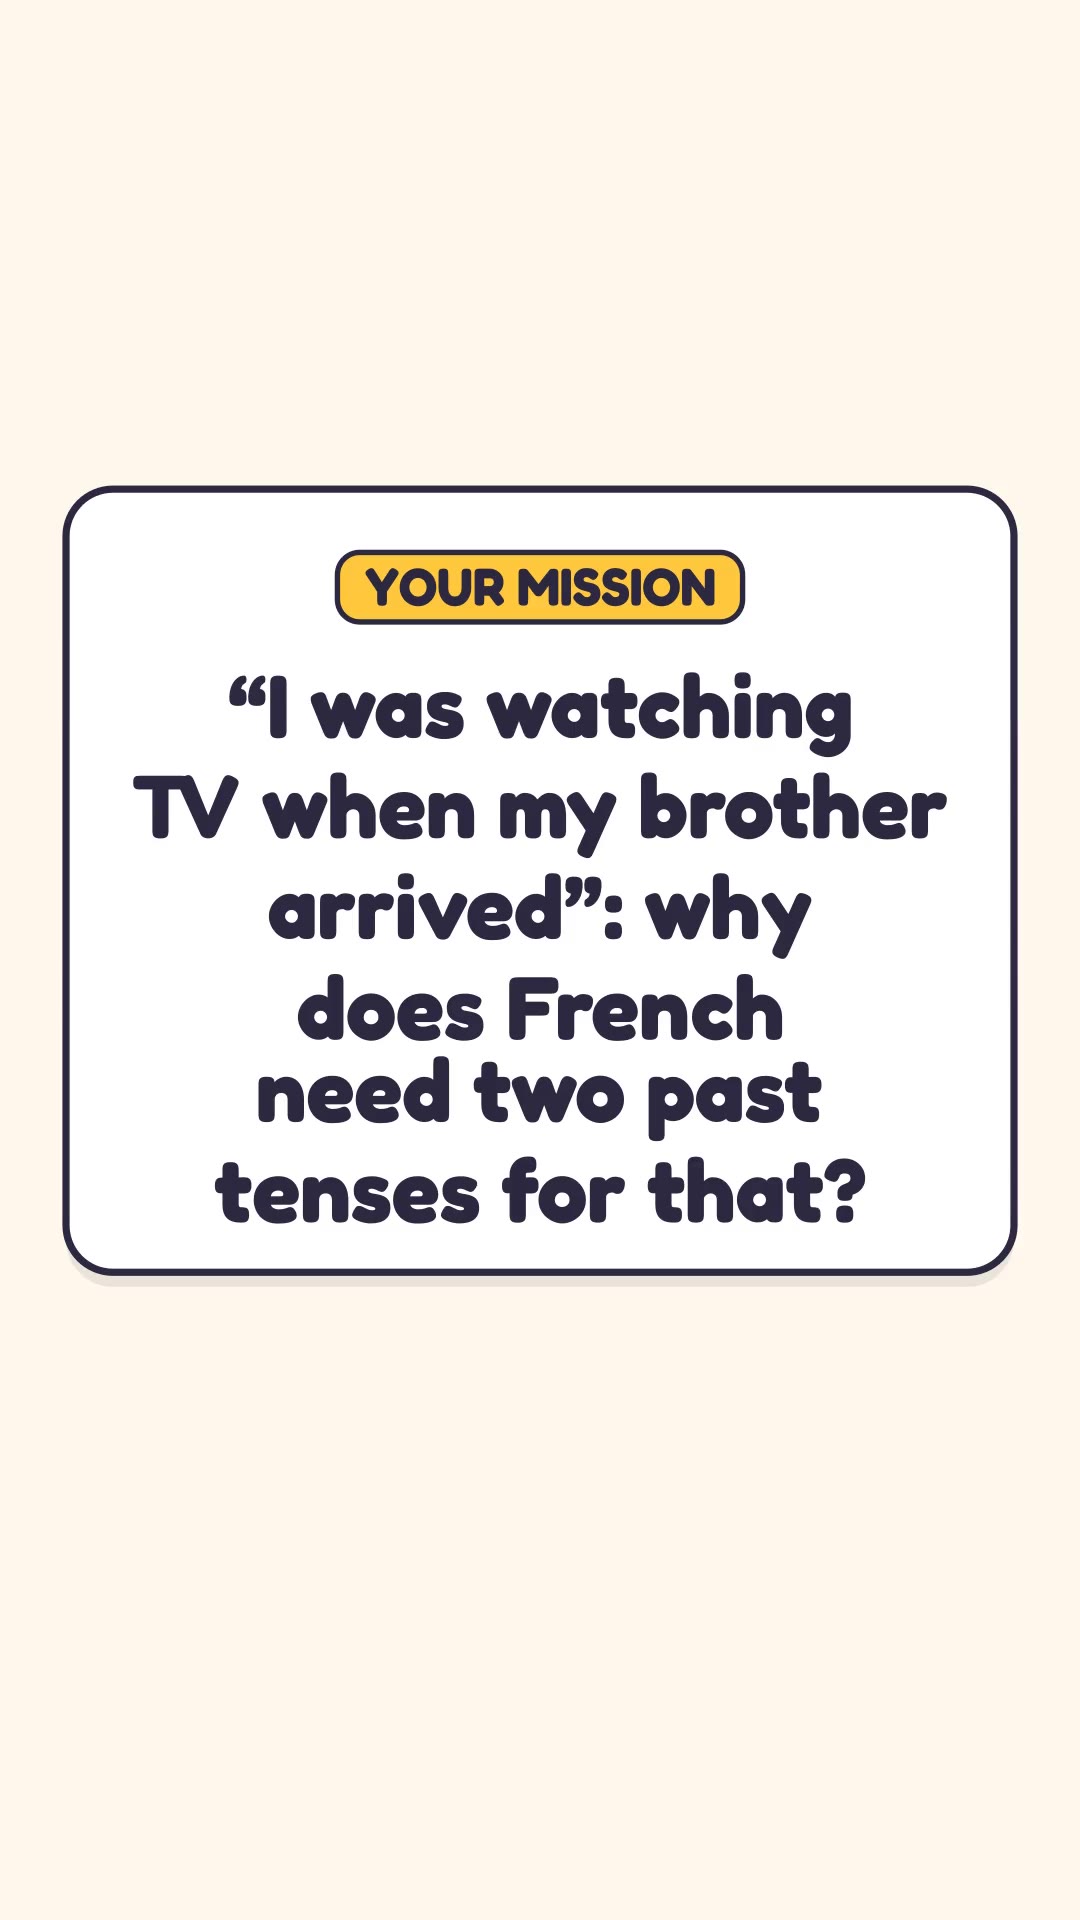 YOUR MISSION
“I was watching
TV when my brother
arrived”: why
does French
need two past
tenses for that?